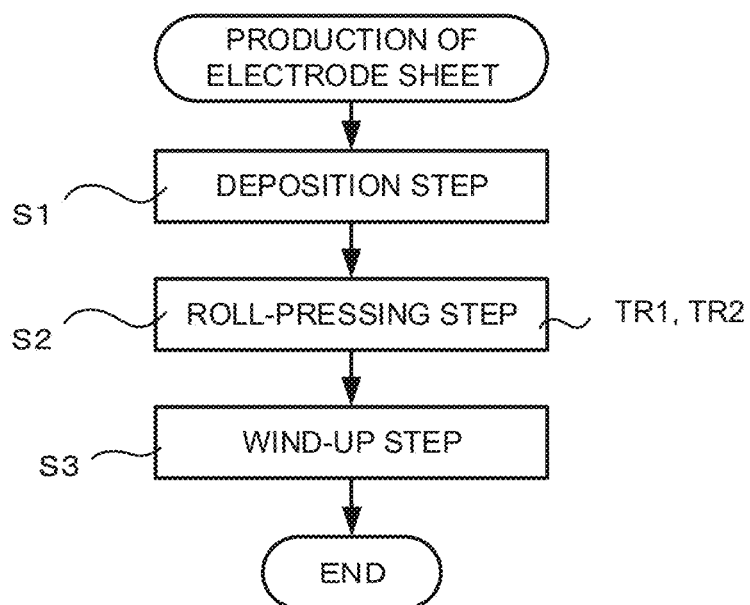 PRODUCTION OF
ELECTRODE SHEET
DEPOSITION STEP
S1
ROLL-PRESSING STEP
TR1, TR2
S2
WIND-UP STEP
S3
END